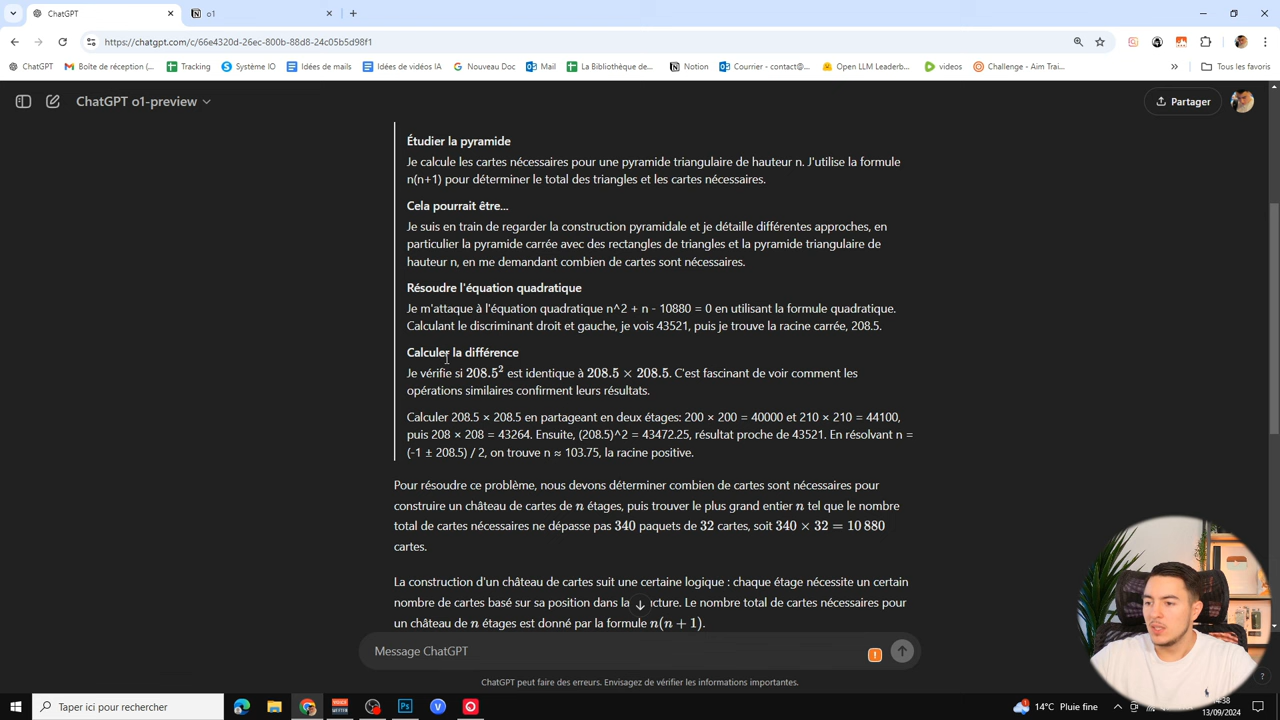 ChatGPT
o1
https://chatgpt.com/c/66e4320d-26ec-800b-88d8-24c05b5d98f1
ChatGPT
Boîte de réception (...
Tracking
Système IO
Idées de mails
Idées de vidéos IA
Nouveau Doc
Mail
La Bibliothèque de...
Notion
Courrier - contact@...
Open LLM Leaderb...
videos
Challenge - Aim Trai...
Tous les favoris
ChatGPT o1-preview
Partager
Étudier la pyramide
Je calcule les cartes nécessaires pour une pyramide triangulaire de hauteur n. J'utilise la formule
n(n+1) pour déterminer le total des triangles et les cartes nécessaires.
Cela pourrait être...
Je suis en train de regarder la construction pyramidale et je détaille différentes approches, en
particulier la pyramide carrée avec des rectangles de triangles et la pyramide triangulaire de
hauteur n, en me demandant combien de cartes sont nécessaires.
Résoudre l'équation quadratique
Je m'attaque à l'équation quadratique n^2 + n - 10880 = 0 en utilisant la formule quadratique.
Calculant le discriminant droit et gauche, je vois 43521, puis je trouve la racine carrée, 208.5.
Calculer la différence
Je vérifie si 208.5² est identique à 208.5 × 208.5. C'est fascinant de voir comment les
opérations similaires confirment leurs résultats.
Calculer 208.5 × 208.5 en partageant en deux étages: 200 × 200 = 40000 et 210 × 210 = 44100,
puis 208 × 208 = 43264. Ensuite, (208.5)^2 = 43472.25, résultat proche de 43521. En résolvant n =
(-1 ± 208.5) / 2, on trouve n ≈ 103.75, la racine positive.
Pour résoudre ce problème, nous devons déterminer combien de cartes sont nécessaires pour
construire un château de cartes de n étages, puis trouver le plus grand entier n tel que le nombre
total de cartes nécessaires ne dépasse pas 340 paquets de 32 cartes, soit 340 × 32 = 10 880
cartes.
La construction d'un château de cartes suit une certaine logique : chaque étage nécessite un certain
nombre de cartes basé sur sa position dans la ucture. Le nombre total de cartes nécessaires pour
un château de n étages est donné par la formule n(n + 1).
Message ChatGPT
ChatGPT peut faire des erreurs. Envisagez de vérifier les informations importantes.
Taper ici pour rechercher
14°C Pluie fine
14:38
13/09/2024